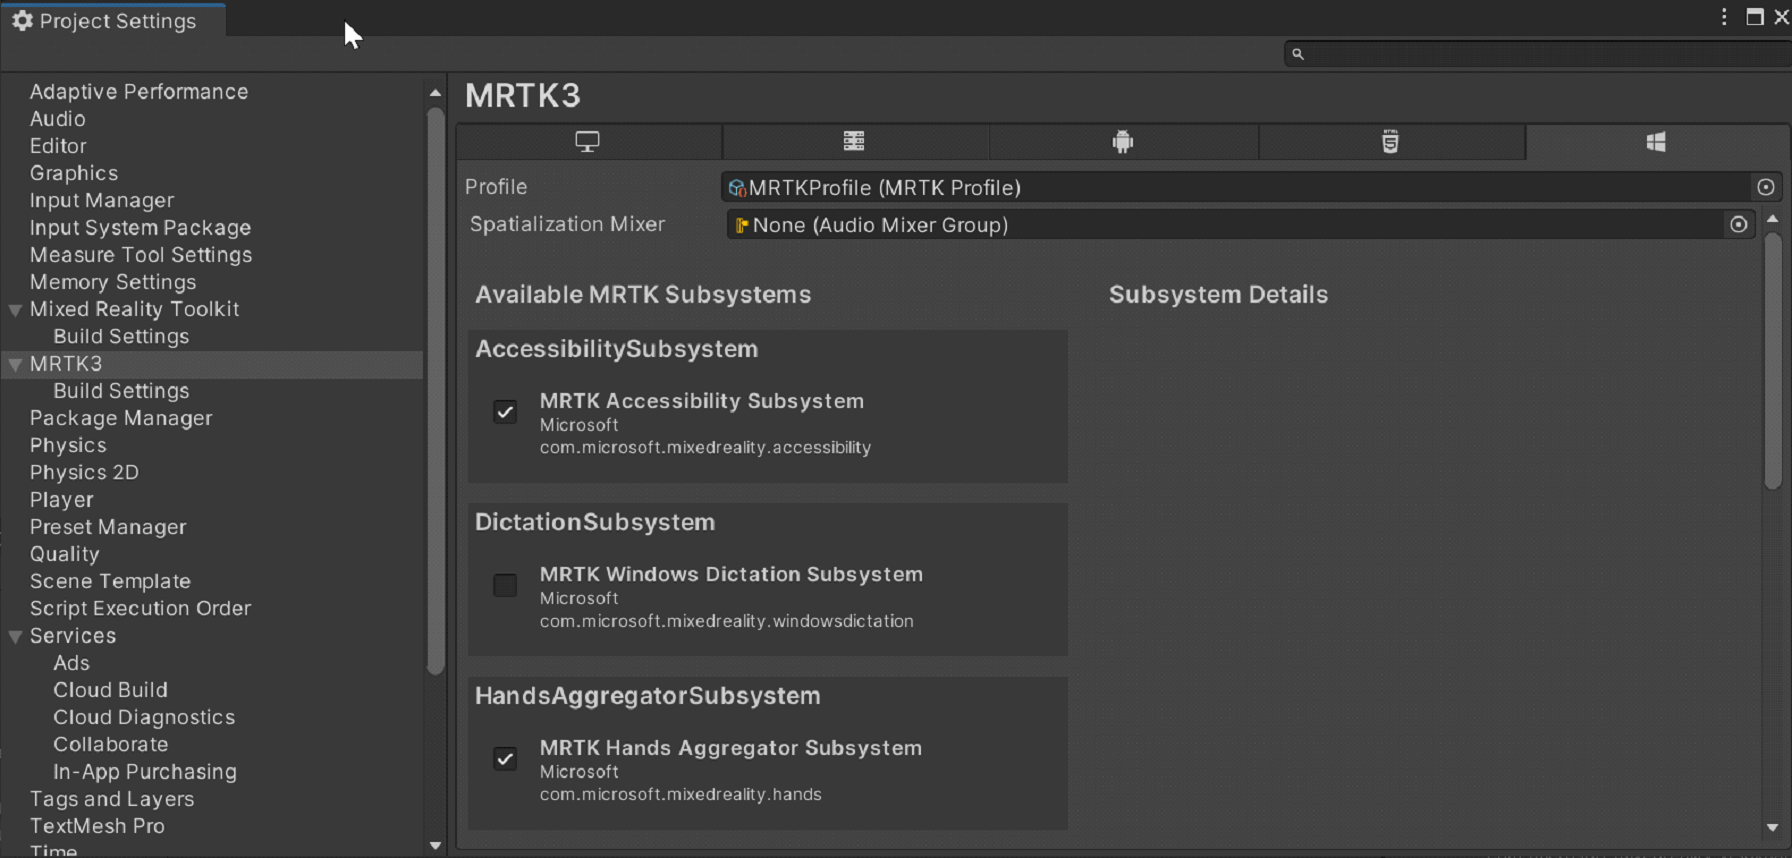 Project Settings
Adaptive Performance
Audio
Editor
Graphics
Input Manager
Input System Package
Measure Tool Settings
Memory Settings
Mixed Reality Toolkit
Build Settings
MRTK3
Build Settings
Package Manager
Physics
Physics 2D
Player
Preset Manager
Quality
Scene Template
Script Execution Order
Services
Ads
Cloud Build
Cloud Diagnostics
Collaborate
In-App Purchasing
Tags and Layers
TextMesh Pro
Time
MRTK3
Profile
MRTKProfile (MRTK Profile)
Spatialization Mixer
None (Audio Mixer Group)
Available MRTK Subsystems
Subsystem Details
AccessibilitySubsystem
MRTK Accessibility Subsystem
Microsoft
com.microsoft.mixedreality.accessibility
DictationSubsystem
MRTK Windows Dictation Subsystem
Microsoft
com.microsoft.mixedreality.windowsdictation
HandsAggregatorSubsystem
MRTK Hands Aggregator Subsystem
Microsoft
com.microsoft.mixedreality.hands